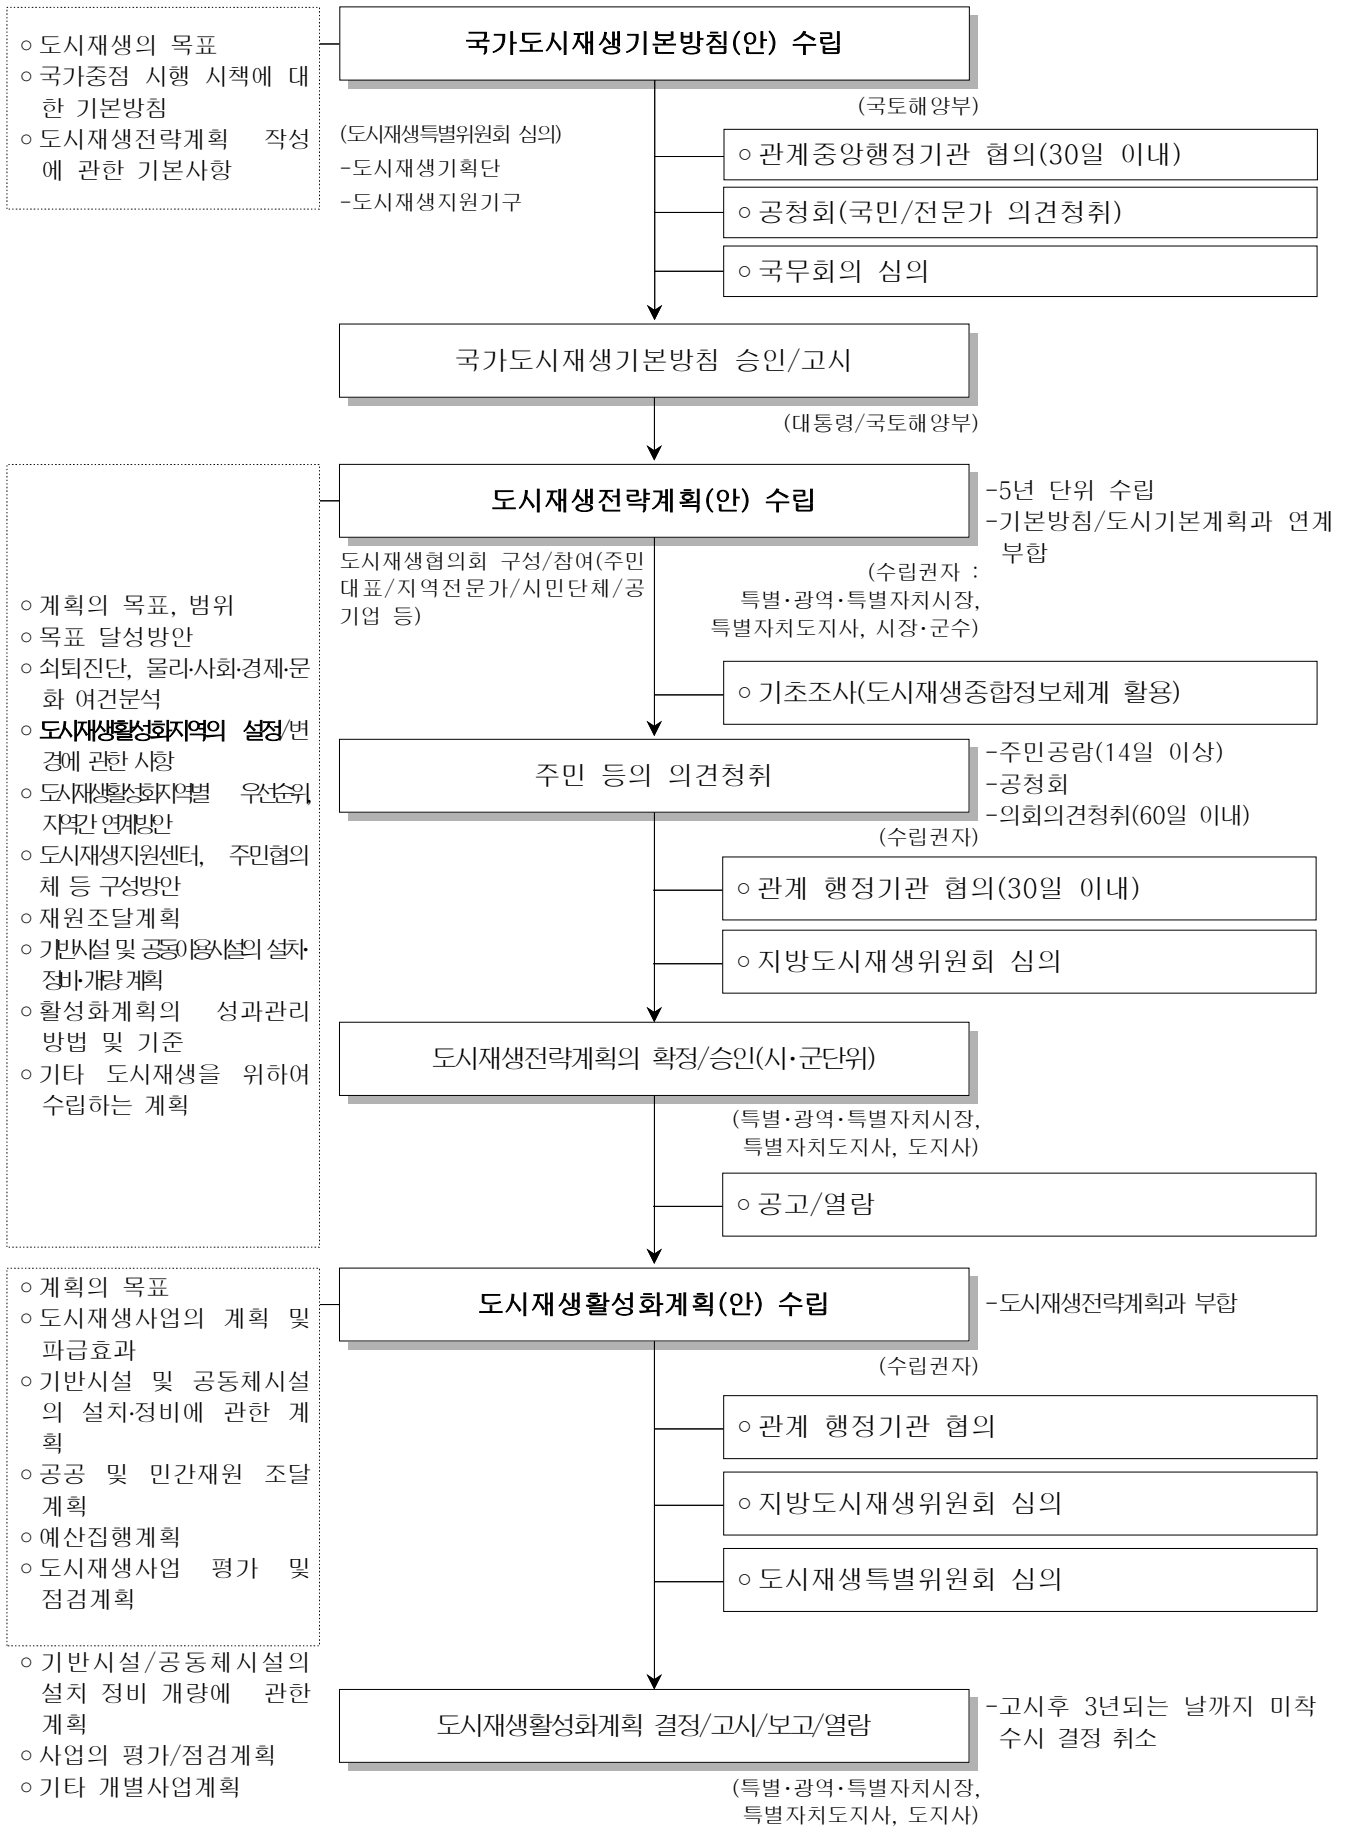 ○ 도시재생의 목표
○ 국가중점 시행 시책에 대
한 기본방침
○ 도시재생전략계획 작성
에 관한 기본사항
국가도시재생기본방침(안) 수립
(국토해양부)
(도시재생특별위원회 심의)
-도시재생기획단
-도시재생지원기구
○ 관계중앙행정기관 협의(30일 이내)
○ 공청회(국민/전문가 의견청취)
○ 국무회의 심의
국가도시재생기본방침 승인/고시
(대통령/국토해양부)
도시재생전략계획(안) 수립
-5년 단위 수립
-기본방침/도시기본계획과 연계
부합
도시재생협의회 구성/참여(주민
대표/지역전문가/시민단체/공
기업 등)
(수립권자 :
특별·광역·특별자치시장,
특별자치도지사, 시장·군수)
○ 계획의 목표, 범위
○ 목표 달성방안
○ 쇠퇴진단, 물리·사회·경제·문
화 여건분석
○ 도시재생활성화지역의 설정/변
경에 관한 사항
○ 도시재생활성화지역별 우선순위,
지역간 연계방안
○ 도시재생지원센터, 주민협의
체 등 구성방안
○ 재원조달계획
○ 기반시설 및 공동이용시설의 설치·
정비·개량 계획
○ 활성화계획의 성과관리
방법 및 기준
○ 기타 도시재생을 위하여
수립하는 계획
○ 기초조사(도시재생종합정보체계 활용)
주민 등의 의견청취
-주민공람(14일 이상)
-공청회
-의회의견청취(60일 이내)
(수립권자)
○ 관계 행정기관 협의(30일 이내)
○ 지방도시재생위원회 심의
도시재생전략계획의 확정/승인(시·군단위)
(특별·광역·특별자치시장,
특별자치도지사, 도지사)
○ 공고/열람
○ 계획의 목표
○ 도시재생사업의 계획 및
파급효과
○ 기반시설 및 공동체시설
의 설치·정비에 관한 계
획
○ 공공 및 민간재원 조달
계획
○ 예산집행계획
○ 도시재생사업 평가 및
점검계획
도시재생활성화계획(안) 수립
-도시재생전략계획과 부합
(수립권자)
○ 관계 행정기관 협의
○ 지방도시재생위원회 심의
○ 도시재생특별위원회 심의
○ 기반시설/공동체시설의
설치 정비 개량에 관한
계획
○ 사업의 평가/점검계획
○ 기타 개별사업계획
도시재생활성화계획 결정/고시/보고/열람
-고시후 3년되는 날까지 미착
수시 결정 취소
(특별·광역·특별자치시장,
특별자치도지사, 도지사)